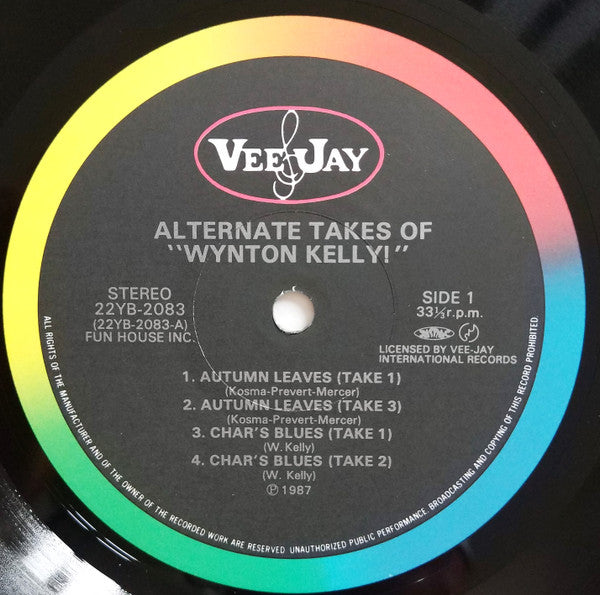 VEE JAY
ALTERNATE TAKES OF
"WYNTON KELLY!"
STEREO
22YB-2083
(22YB-2083-A)
FUN HOUSE INC.
SIDE 1
33⅓r.p.m.
LICENSED BY VEE-JAY
INTERNATIONAL RECORDS
1. AUTUMN LEAVES (TAKE 1)
(Kosma-Prevert-Mercer)
2. AUTUMN LEAVES (TAKE 3)
(Kosma-Prevert-Mercer)
3. CHAR'S BLUES (TAKE 1)
(W. Kelly)
4. CHAR'S BLUES (TAKE 2)
(W. Kelly)
℗ 1987
ALL RIGHTS OF THE MANUFACTURER AND OF THE OWNER OF THE RECORDED WORK ARE RESERVED. UNAUTHORIZED PUBLIC PERFORMANCE, BROADCASTING AND COPYING OF THIS RECORD PROHIBITED.